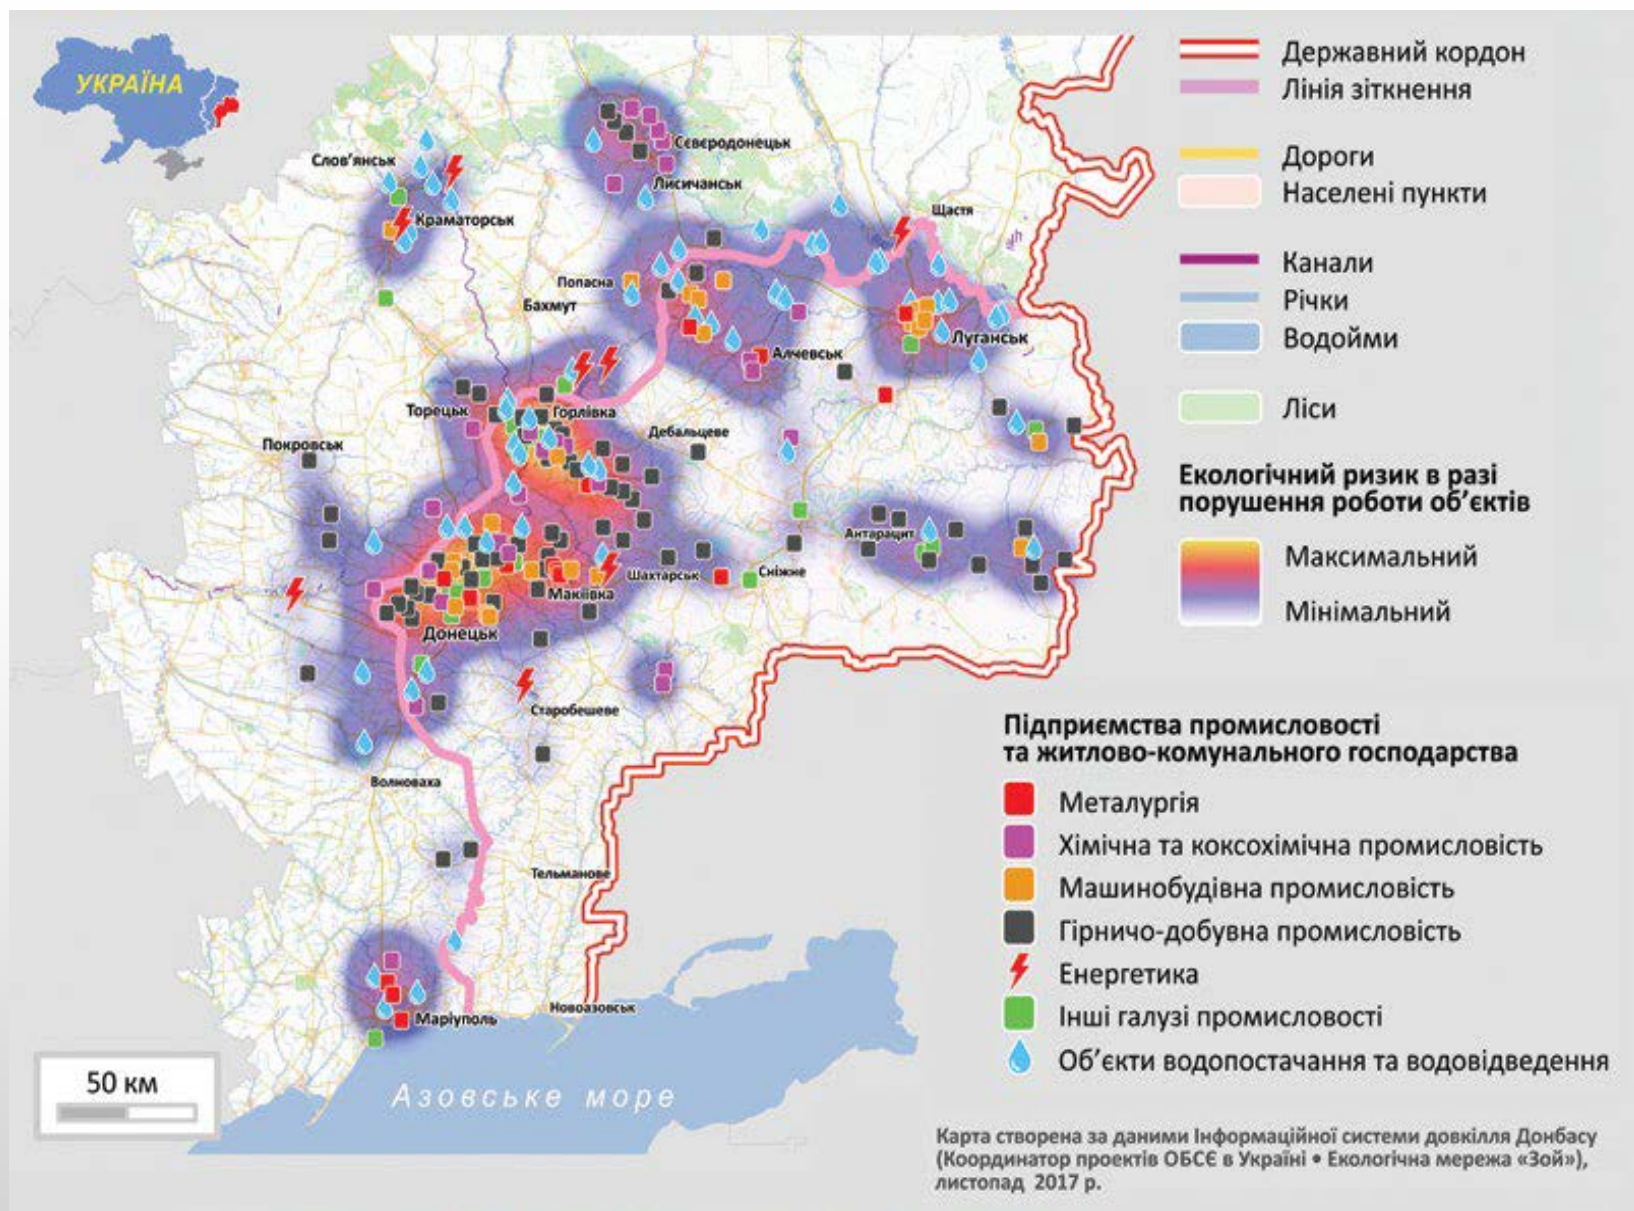 УКРАЇНА
Сєвєродонецьк
Слов'янськ
Лисичанськ
Краматорськ
Щастя
Попасна
Бахмут
Луганськ
Алчевськ
Торецьк
Горлівка
Дебальцеве
Покровськ
Антрацит
Шахтарськ
Сніжне
Макіївка
Донецьк
Старобешеве
Волноваха
Тельманове
Новоазовськ
Маріуполь
50 км
Азовське море
Державний кордон
Лінія зіткнення
Дороги
Населені пункти
Канали
Річки
Водойми
Ліси
Екологічний ризик в разі
порушення роботи об'єктів
Максимальний
Мінімальний
Підприємства промисловості
та житлово-комунального господарства
Металургія
Хімічна та коксохімічна промисловість
Машинобудівна промисловість
Гірничо-добувна промисловість
Енергетика
Інші галузі промисловості
Об'єкти водопостачання та водовідведення
Карта створена за даними Інформаційної системи довкілля Донбасу
(Координатор проектів ОБСЄ в Україні • Екологічна мережа «Зой»),
листопад 2017 р.